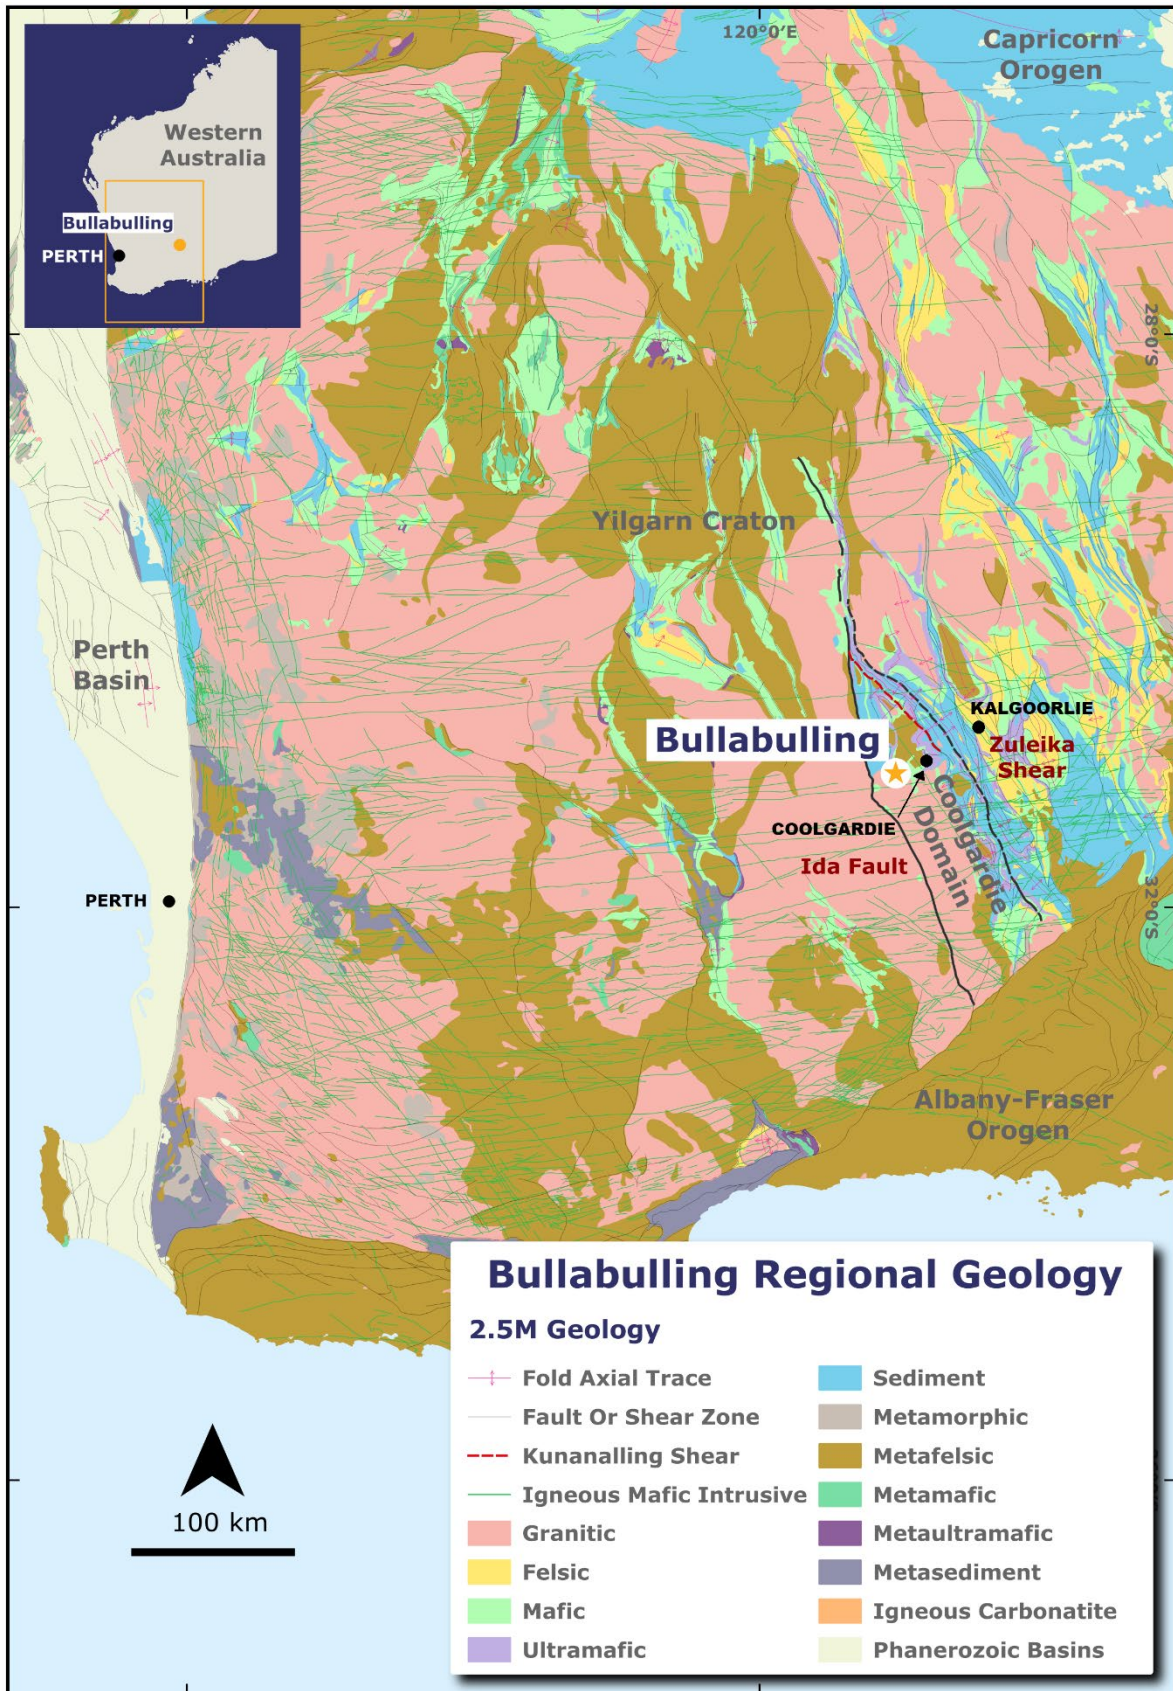 120°0'E
Capricorn
Orogen
Western
Australia
Bullabulling
PERTH
28°0'S
Yilgarn Craton
Perth
Basin
KALGOORLIE
Bullabulling
Zuleika
Shear
COOLGARDIE
Coolgardie
Domain
Ida Fault
PERTH
32°0'S
Albany-Fraser
Orogen
Bullabulling Regional Geology
2.5M Geology
Fold Axial Trace
Fault Or Shear Zone
Kunanalling Shear
Igneous Mafic Intrusive
Granitic
Felsic
Mafic
Ultramafic
Sediment
Metamorphic
Metafelsic
Metamafic
Metaultramafic
Metasediment
Igneous Carbonatite
Phanerozoic Basins
100 km